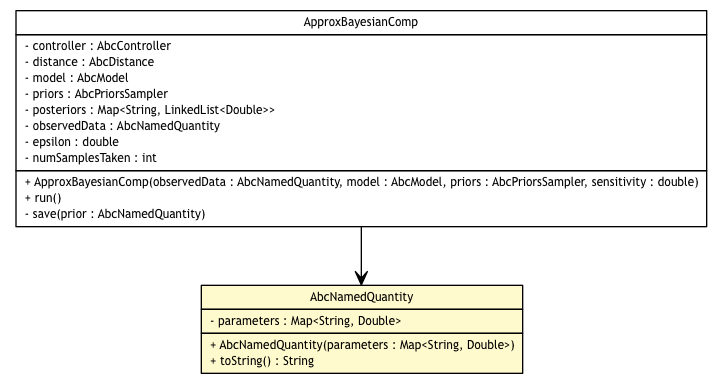 ApproxBayesianComp
- controller : AbcController
- distance : AbcDistance
- model : AbcModel
- priors : AbcPriorsSampler
- posteriors : Map<String, LinkedList<Double>>
- observedData : AbcNamedQuantity
- epsilon : double
- numSamplesTaken : int
+ ApproxBayesianComp(observedData : AbcNamedQuantity, model : AbcModel, priors : AbcPriorsSampler, sensitivity : double)
+ run()
- save(prior : AbcNamedQuantity)
AbcNamedQuantity
- parameters : Map<String, Double>
+ AbcNamedQuantity(parameters : Map<String, Double>)
+ toString() : String